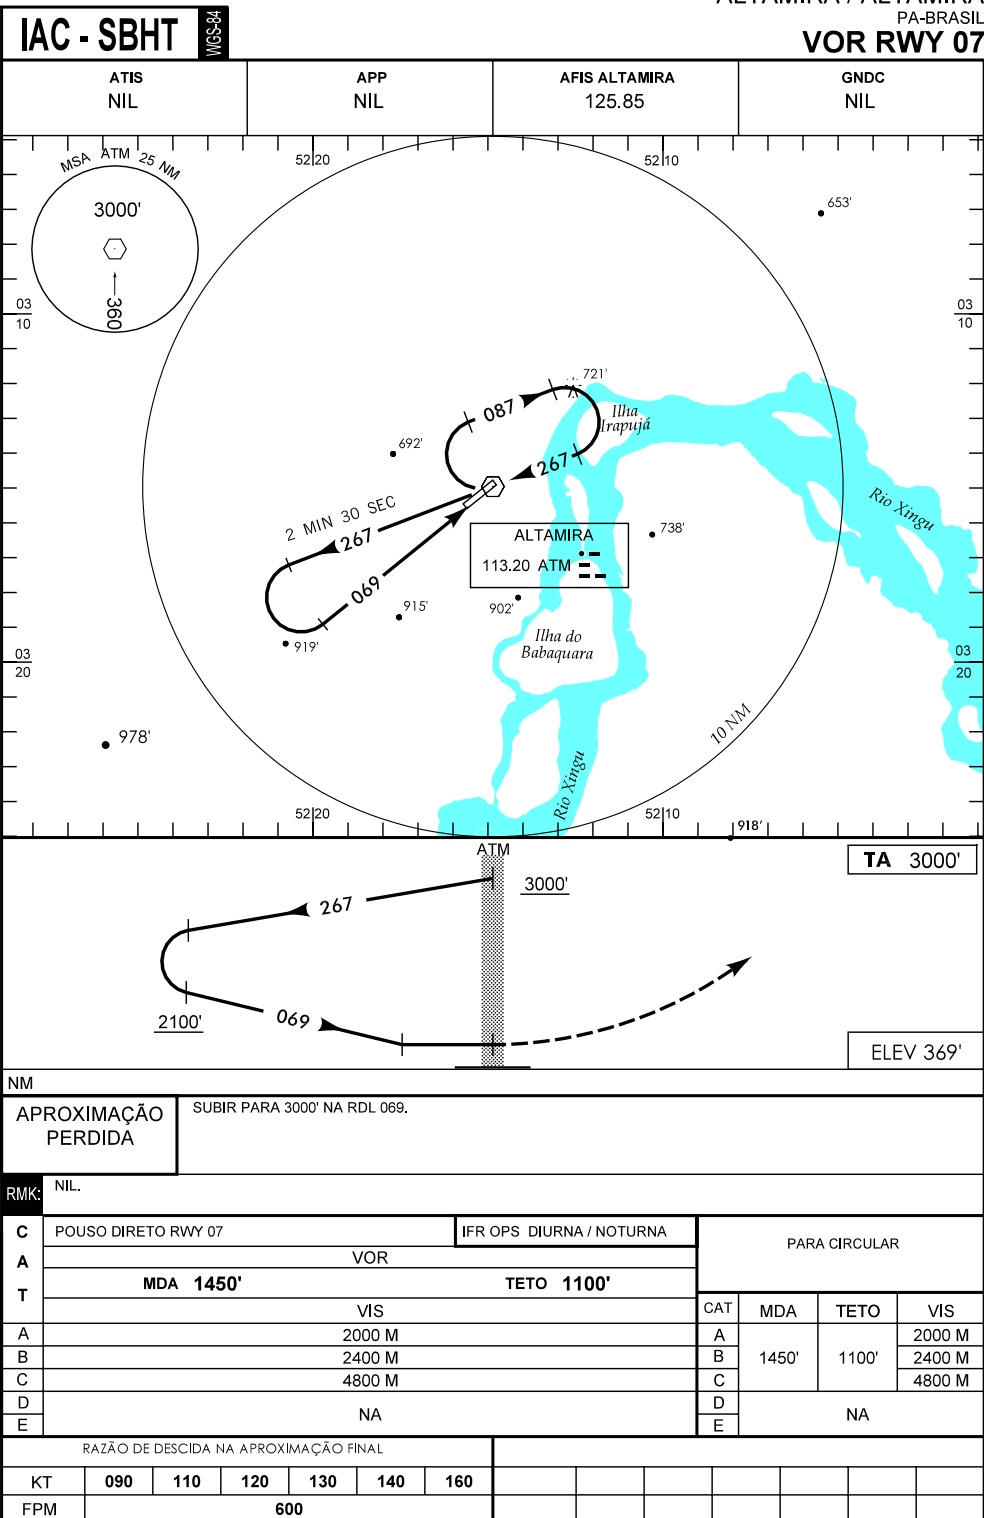 IAC - SBHT
WGS-84
ALTAMIRA / ALTAMIRA
PA-BRASIL
VOR RWY 07
ATIS
NIL
APP
NIL
AFIS ALTAMIRA
125.85
GNDC
NIL
MSA ATM 25 NM
3000'
360
52 20
52 10
653'
03
10
03
10
721'
087
Ilha
Irapujá
692'
267
2 MIN 30 SEC
267
Rio Xingu
738'
ALTAMIRA
113.20 ATM
069
915'
902'
919'
Ilha do
Babaquara
03
20
03
20
978'
10 NM
Rio Xingu
52 20
52 10
918'
ATM
TA 3000'
3000'
267
2100'
069
ELEV 369'
NM
APROXIMAÇÃO
PERDIDA
SUBIR PARA 3000' NA RDL 069.
RMK:
NIL.
C
A
T
POUSO DIRETO RWY 07
IFR OPS DIURNA / NOTURNA
PARA CIRCULAR
VOR
MDA 1450' TETO 1100'
VIS
CAT MDA TETO VIS
A 2000 M A 2000 M
B 2400 M B 1450' 1100' 2400 M
C 4800 M C 4800 M
D
E
NA
D
E
NA
RAZÃO DE DESCIDA NA APROXIMAÇÃO FINAL
KT 090 110 120 130 140 160
FPM 600